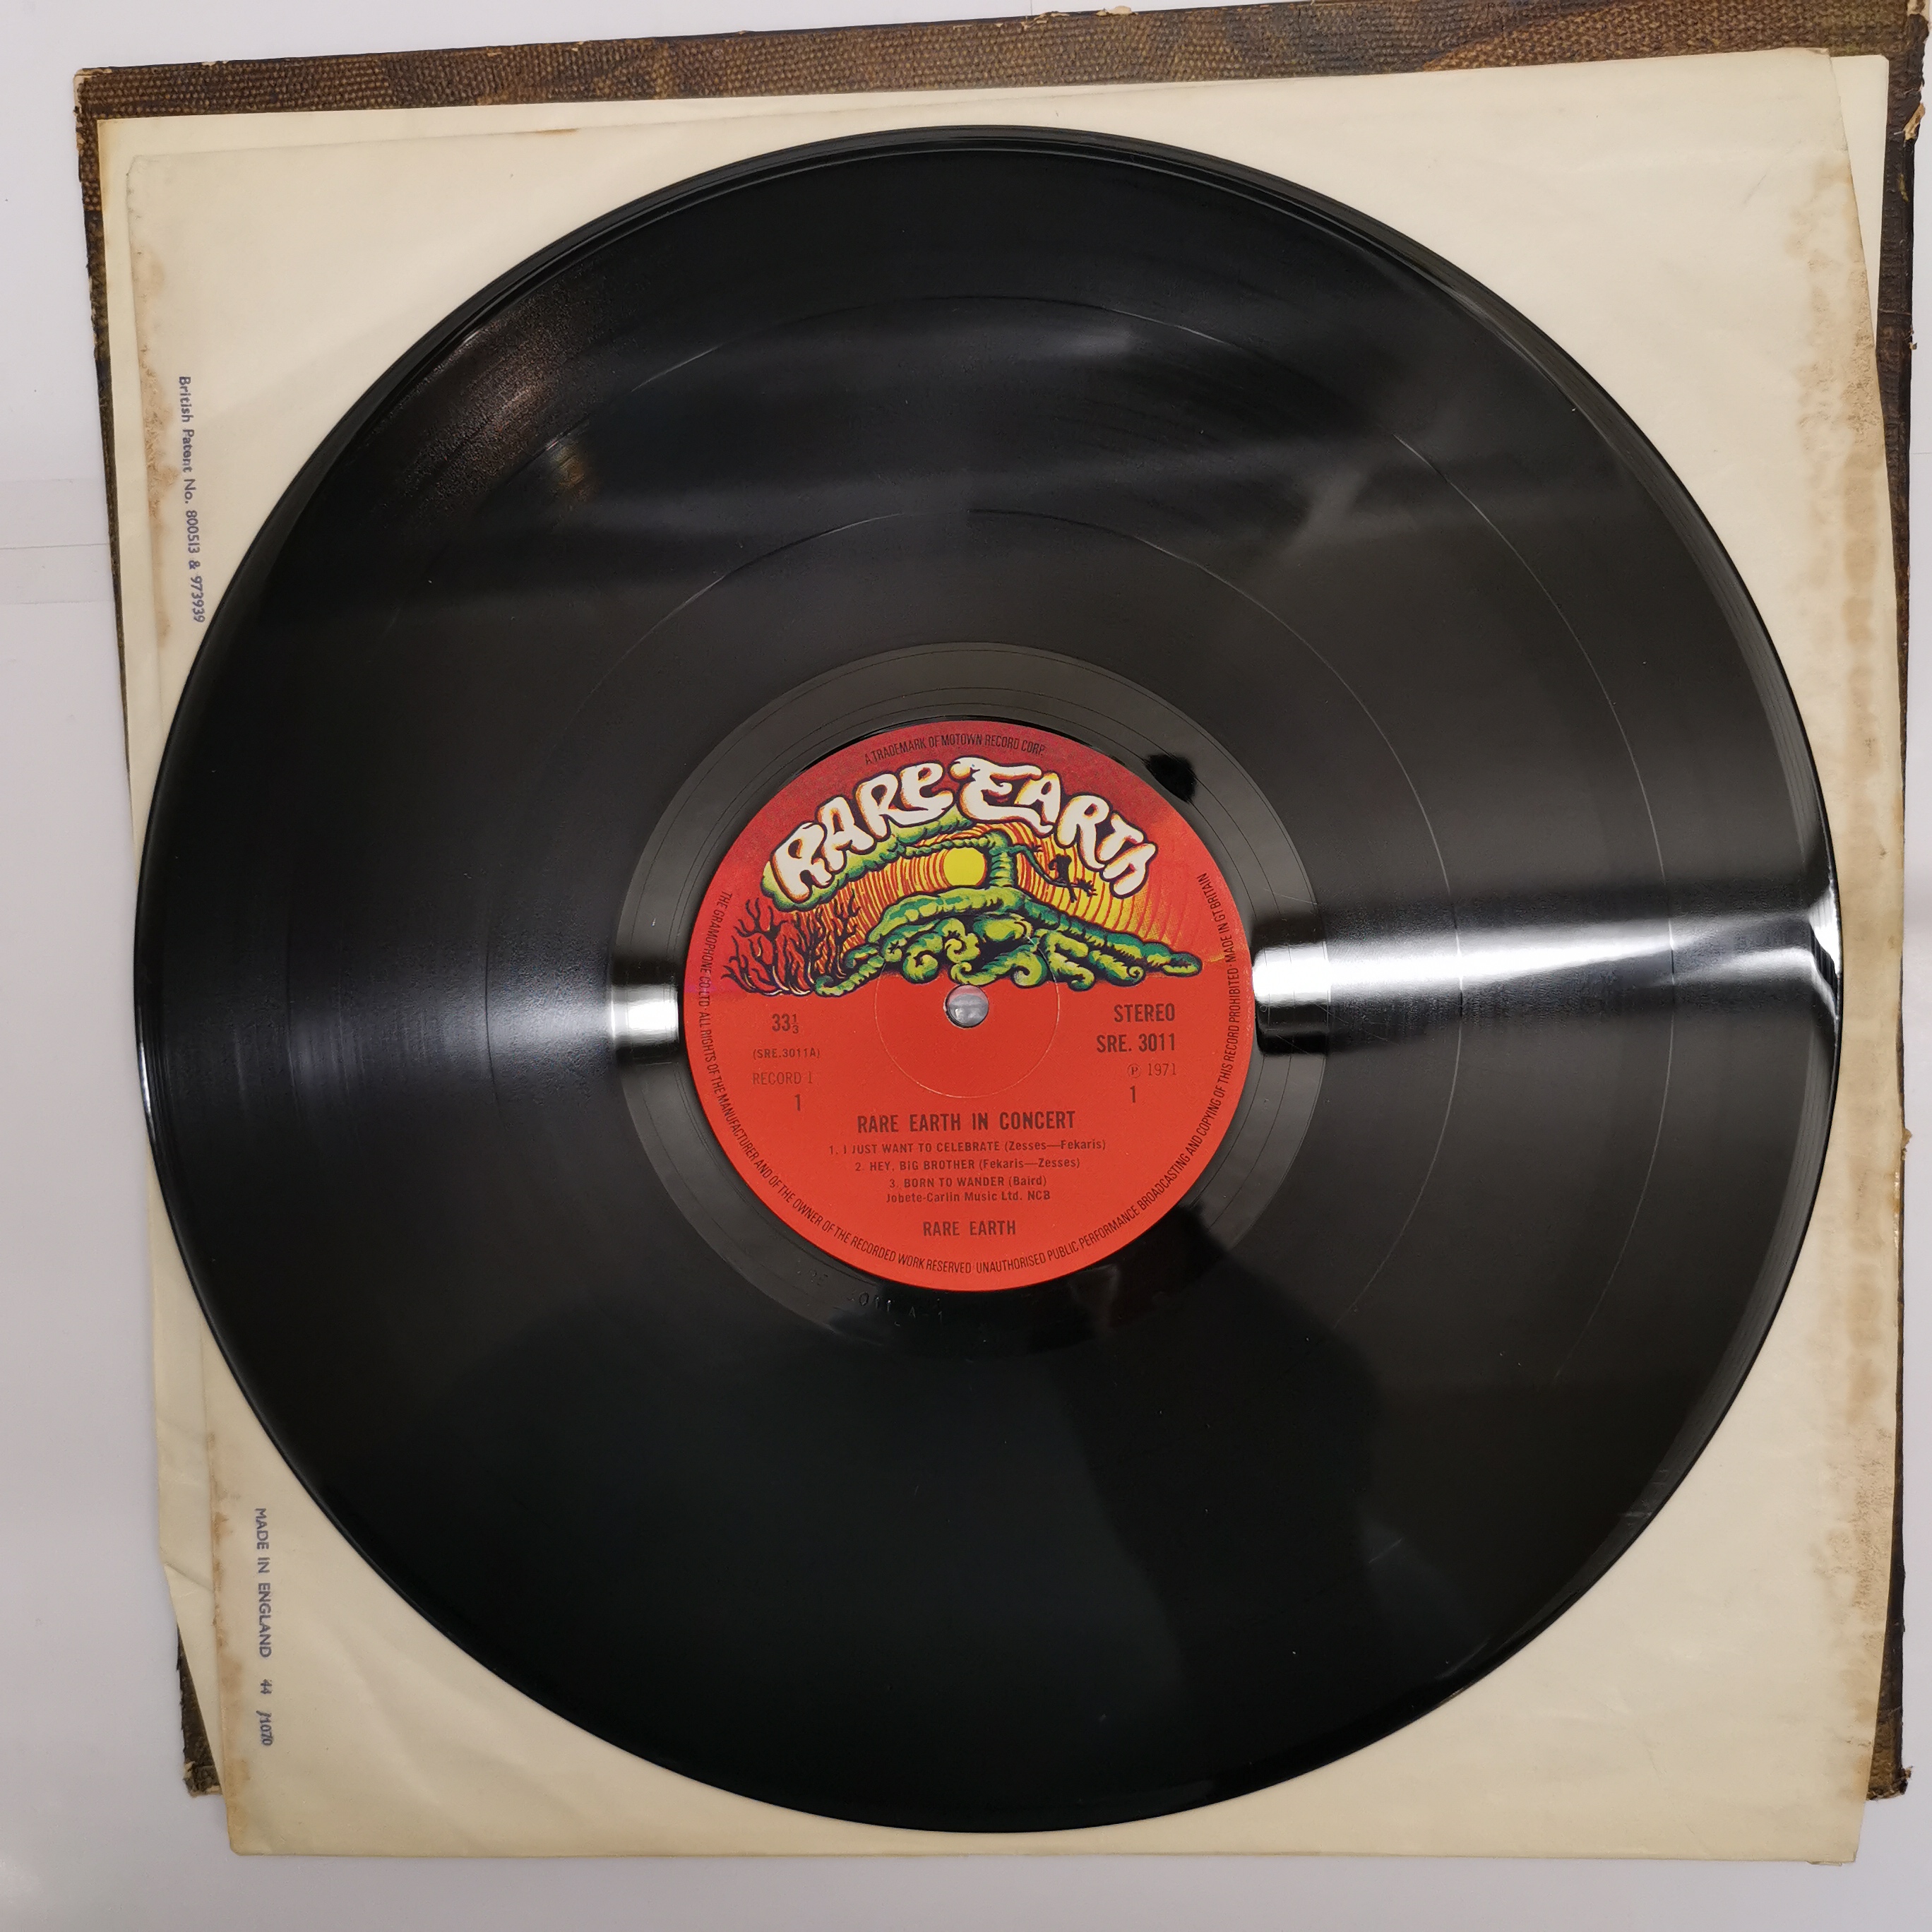 British Patent No. 800513 & 973939
MADE IN ENGLAND 44 /1070
A TRADEMARK OF MOTOWN RECORD CORP.
RARE EARTH
THE GRAMOPHONE CO. LTD. ALL RIGHTS OF THE MANUFACTURER AND OF THE OWNER OF THE RECORDED WORK RESERVED UNAUTHORISED PUBLIC PERFORMANCE BROADCASTING AND COPYING OF THIS RECORD PROHIBITED · MADE IN GT BRITAIN
33⅓
STEREO
(SRE.3011A)
SRE. 3011
RECORD 1
℗ 1971
1
1
RARE EARTH IN CONCERT
1. I JUST WANT TO CELEBRATE (Zesses—Fekaris)
2. HEY, BIG BROTHER (Fekaris—Zesses)
3. BORN TO WANDER (Baird)
Jobete-Carlin Music Ltd. NCB
RARE EARTH